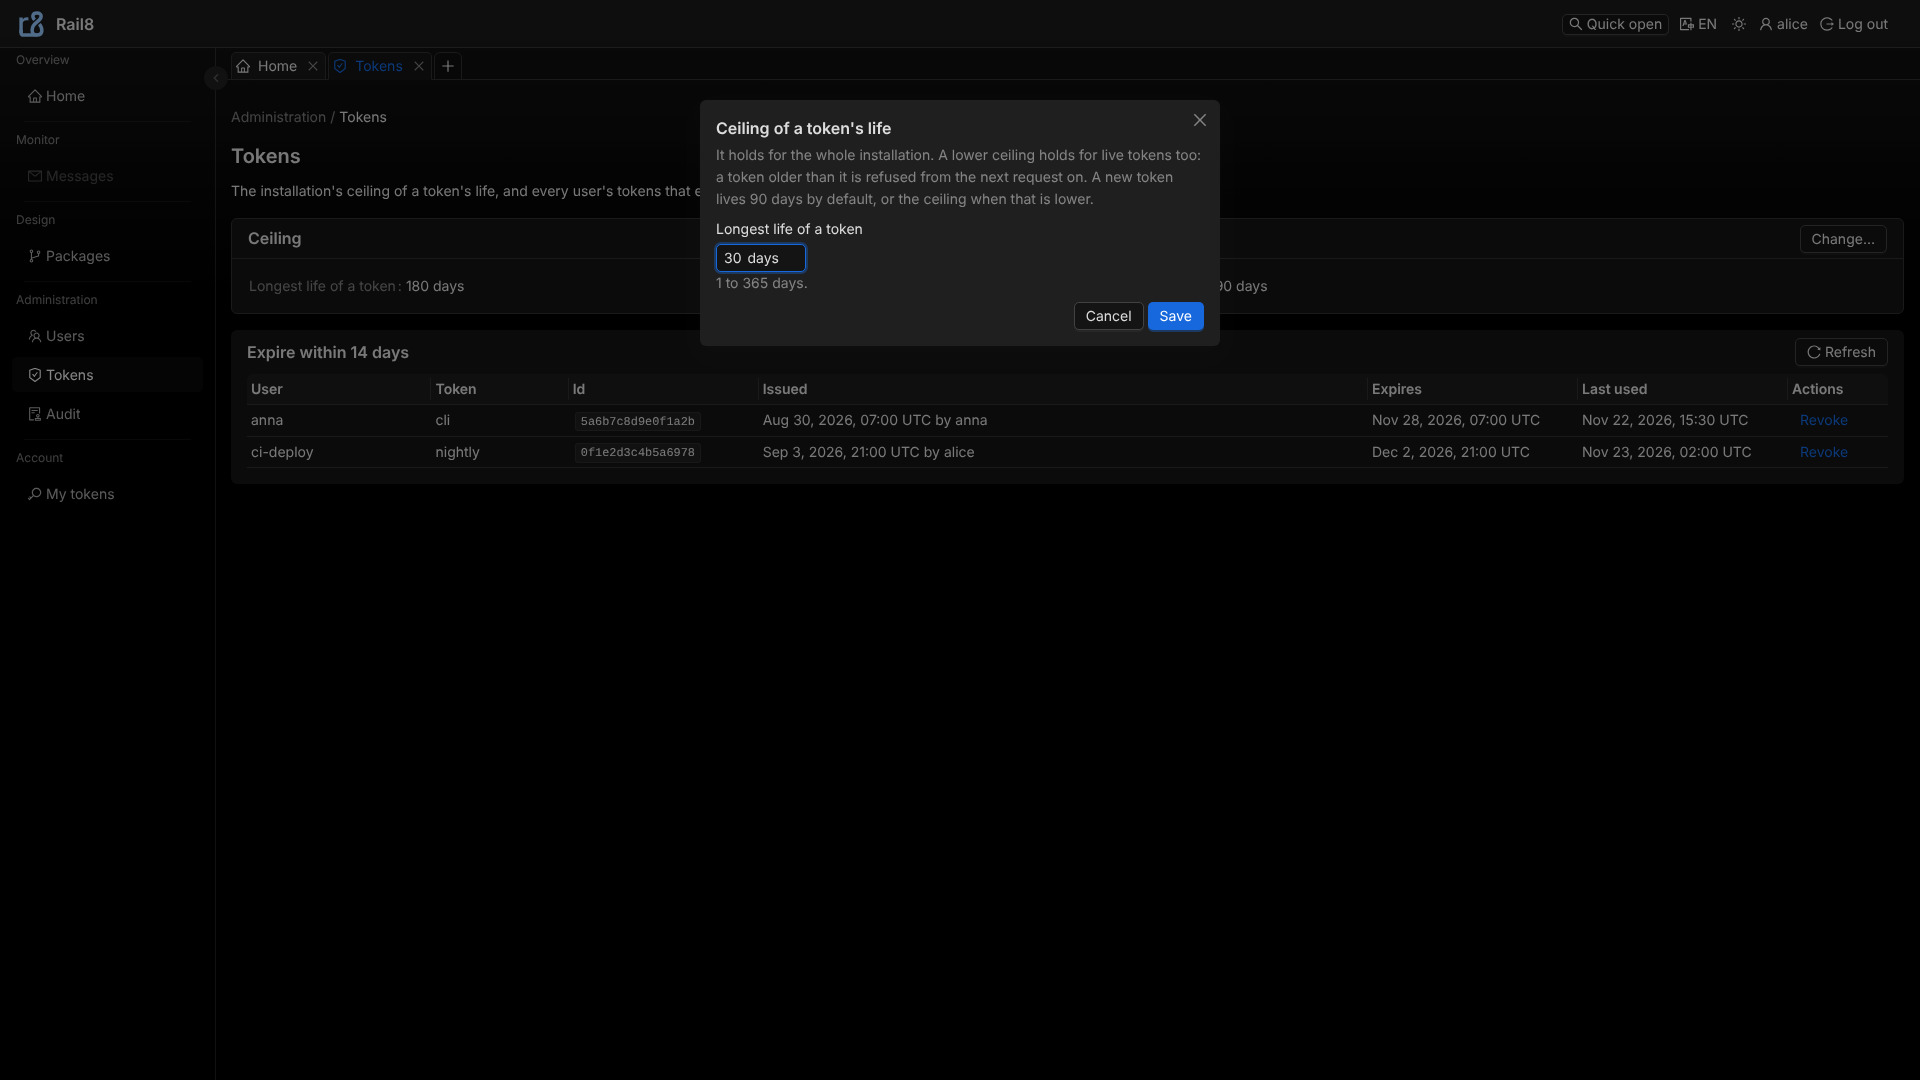 r8 Rail8
Quick open EN alice Log out
Overview
Home
Monitor
Messages
Design
Packages
Administration
Users
Tokens
Audit
Account
My tokens
Home Tokens
Administration / Tokens
Tokens
The installation's ceiling of a token's life, and every user's tokens that e
Ceiling
Change...
Longest life of a token: 180 days
90 days
Ceiling of a token's life
It holds for the whole installation. A lower ceiling holds for live tokens too:
a token older than it is refused from the next request on. A new token
lives 90 days by default, or the ceiling when that is lower.
Longest life of a token
30 days
1 to 365 days.
Cancel Save
Expire within 14 days
Refresh
User Token Id Issued Expires Last used Actions
anna cli 5a6b7c8d9e0f1a2b Aug 30, 2026, 07:00 UTC by anna Nov 28, 2026, 07:00 UTC Nov 22, 2026, 15:30 UTC Revoke
ci-deploy nightly 0f1e2d3c4b5a6978 Sep 3, 2026, 21:00 UTC by alice Dec 2, 2026, 21:00 UTC Nov 23, 2026, 02:00 UTC Revoke